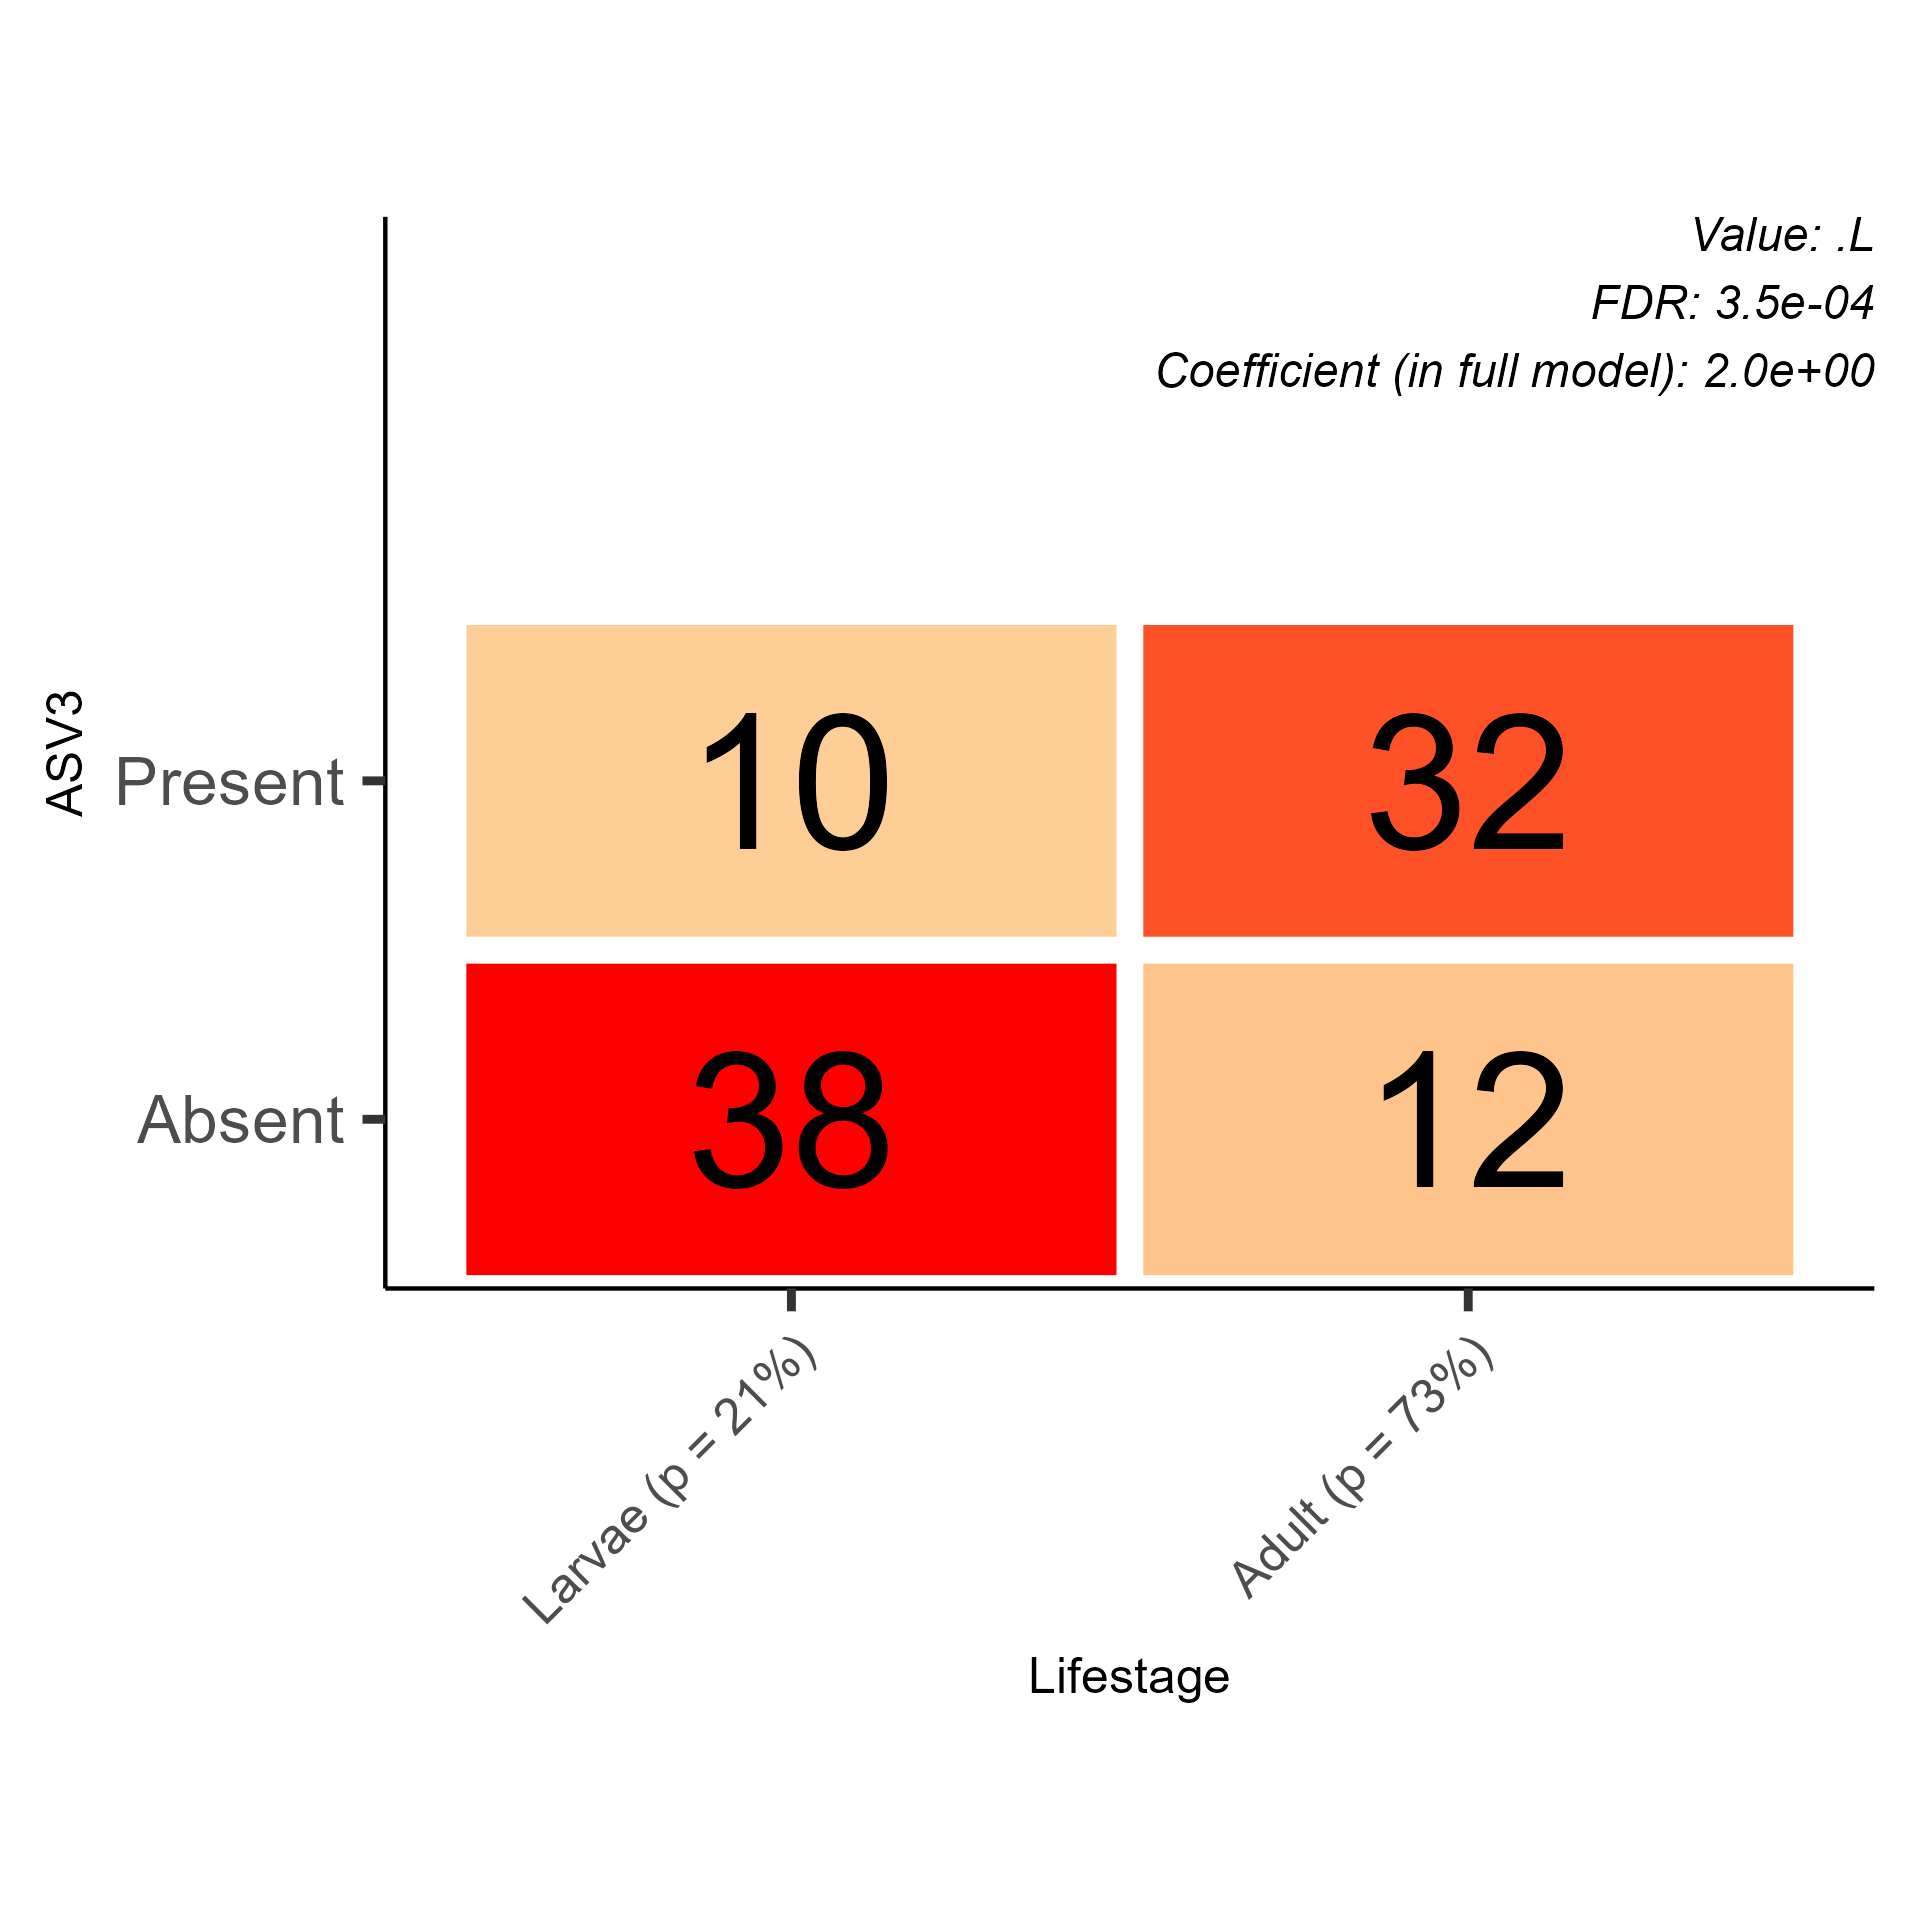 Value: .L
FDR: 3.5e-04
Coefficient (in full model): 2.0e+00
ASV3
Present
10
32
Absent
38
12
Larvae (p = 21%)
Adult (p = 73%)
Lifestage